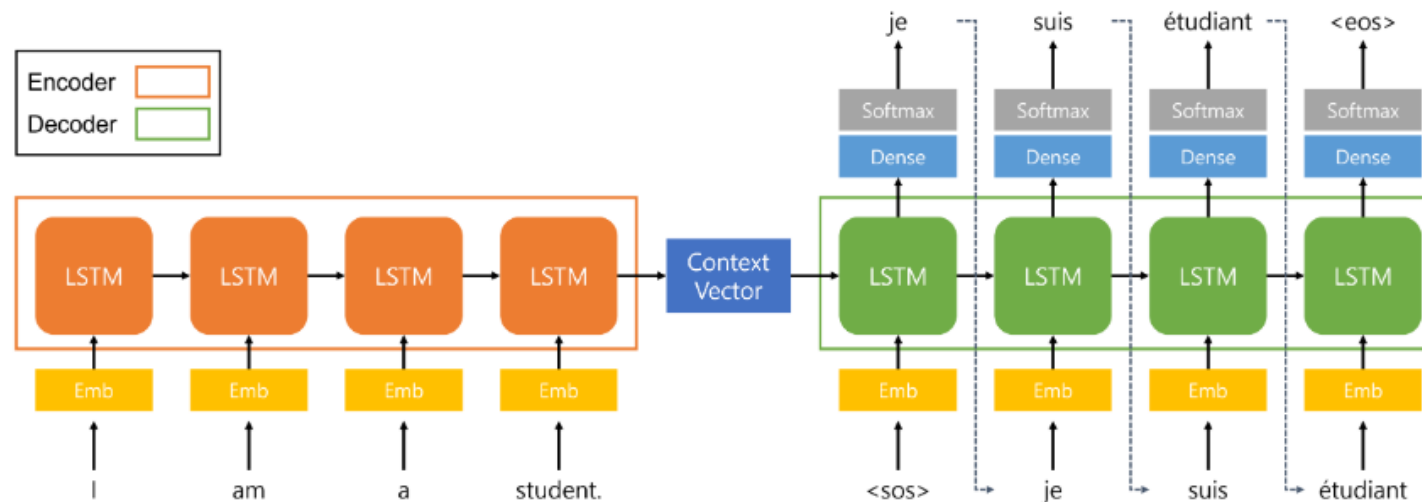 je suis étudiant <eos>
Encoder
Decoder
Softmax Softmax Softmax Softmax
Dense Dense Dense Dense
LSTM LSTM LSTM LSTM
Context
Vector
LSTM LSTM LSTM LSTM
Emb Emb Emb Emb
Emb Emb Emb Emb
I am a student.
<sos> je suis étudiant